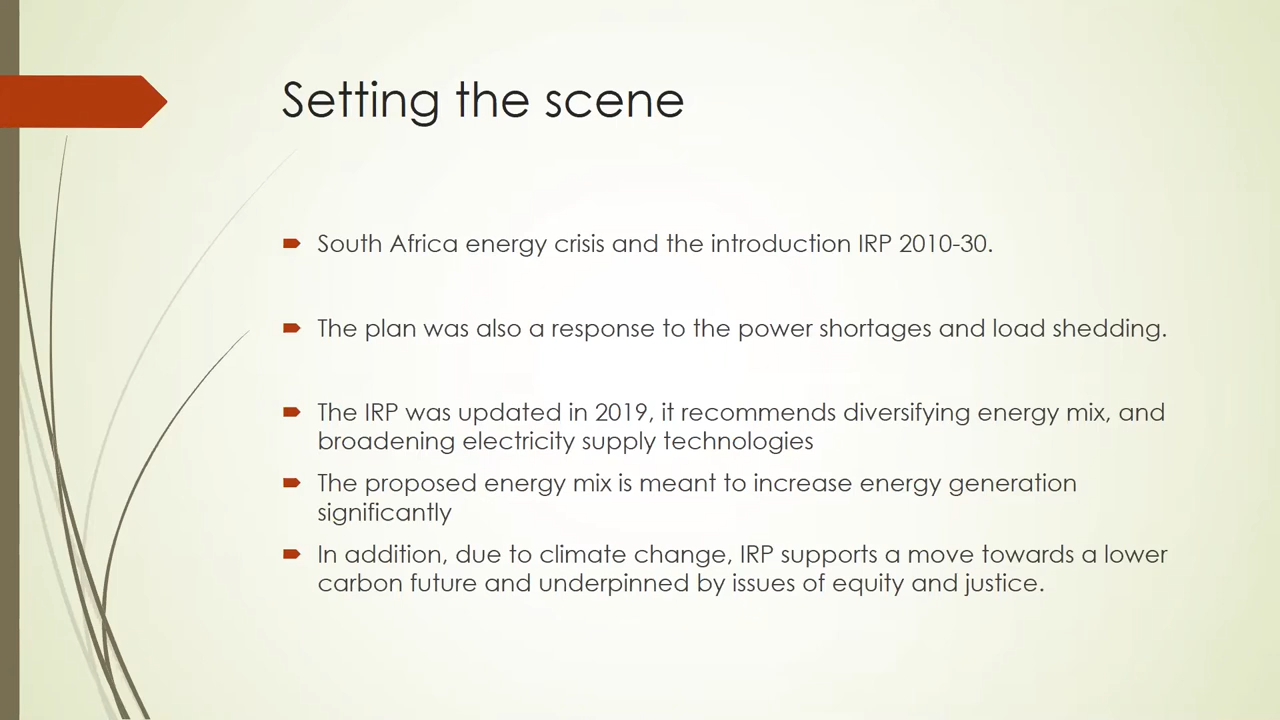 Setting the scene
South Africa energy crisis and the introduction IRP 2010-30.
The plan was also a response to the power shortages and load shedding.
The IRP was updated in 2019, it recommends diversifying energy mix, and
broadening electricity supply technologies
The proposed energy mix is meant to increase energy generation
significantly
In addition, due to climate change, IRP supports a move towards a lower
carbon future and underpinned by issues of equity and justice.